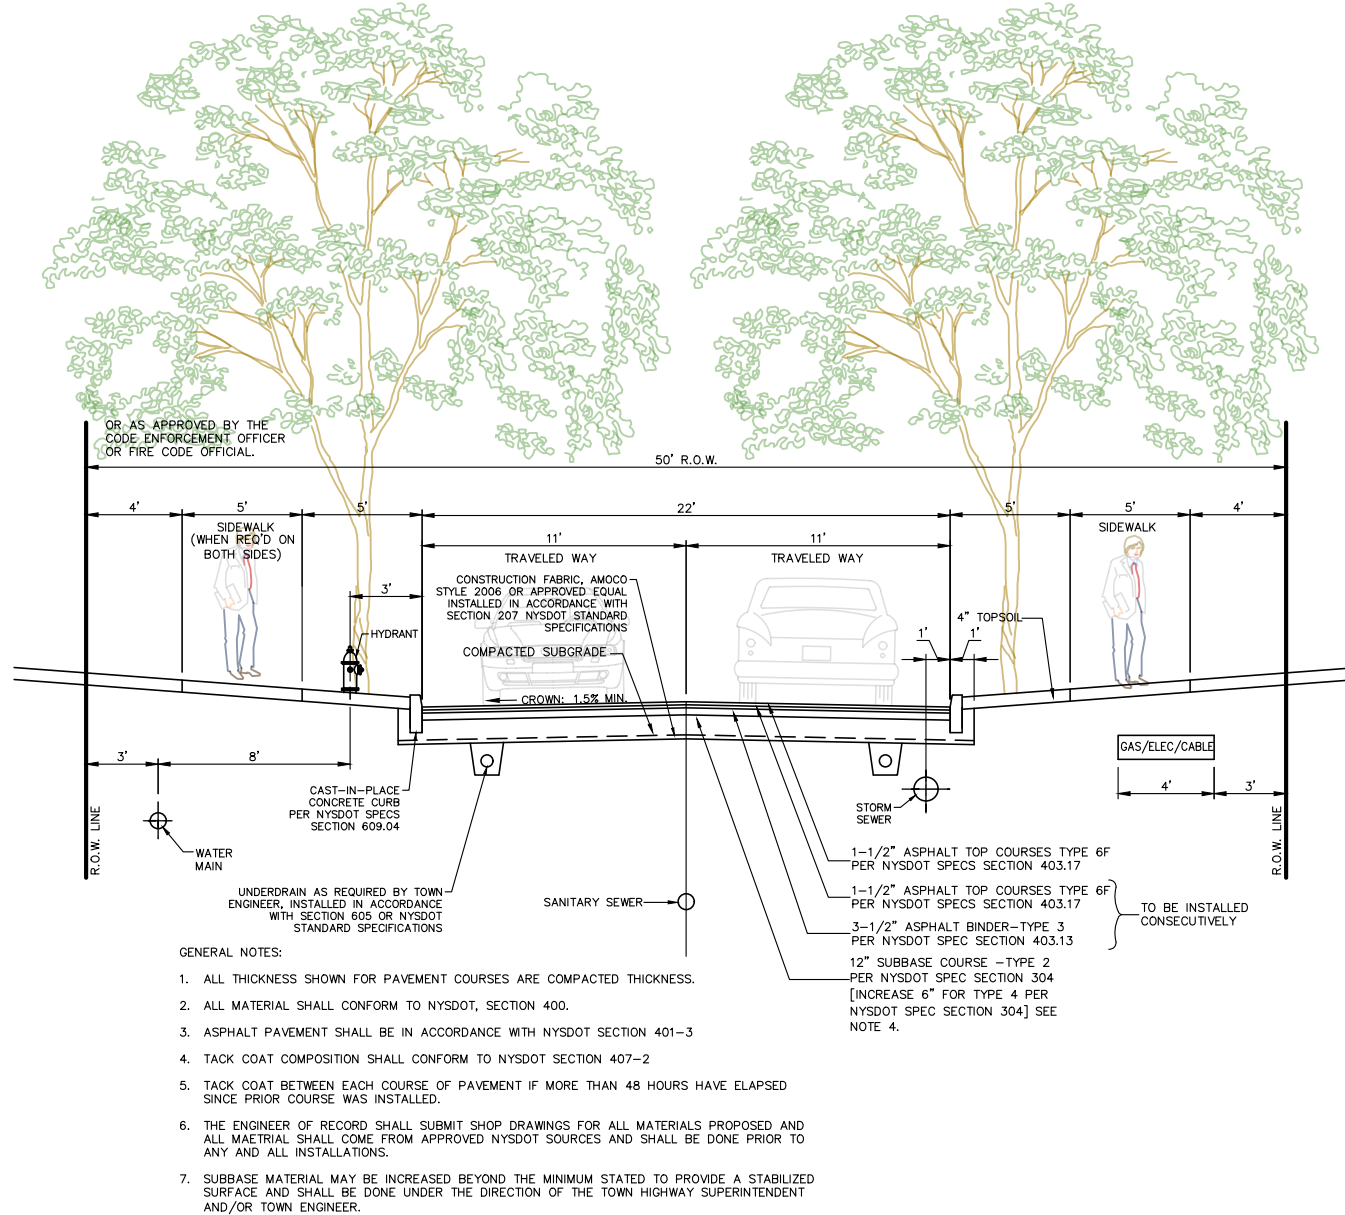 OR AS APPROVED BY THE
CODE ENFORCEMENT OFFICER
OR FIRE CODE OFFICIAL.
50' R.O.W.
4'
5'
5'
22'
5'
5'
4'
SIDEWALK
(WHEN REQ'D ON
BOTH SIDES)
SIDEWALK
11'
11'
TRAVELED WAY
TRAVELED WAY
CONSTRUCTION FABRIC, AMOCO
STYLE 2006 OR APPROVED EQUAL
INSTALLED IN ACCORDANCE WITH
SECTION 207 NYSDOT STANDARD
SPECIFICATIONS
3'
HYDRANT
COMPACTED SUBGRADE
4" TOPSOIL
1'
1'
CROWN: 1.5% MIN.
3'
8'
GAS/ELEC/CABLE
4'
3'
CAST-IN-PLACE
CONCRETE CURB
PER NYSDOT SPECS
SECTION 609.04
STORM
SEWER
R.O.W. LINE
R.O.W. LINE
WATER
MAIN
1-1/2" ASPHALT TOP COURSES TYPE 6F
PER NYSDOT SPECS SECTION 403.17
UNDERDRAIN AS REQUIRED BY TOWN
ENGINEER, INSTALLED IN ACCORDANCE
WITH SECTION 605 OR NYSDOT
STANDARD SPECIFICATIONS
SANITARY SEWER
1-1/2" ASPHALT TOP COURSES TYPE 6F
PER NYSDOT SPECS SECTION 403.17
TO BE INSTALLED
CONSECUTIVELY
3-1/2" ASPHALT BINDER-TYPE 3
PER NYSDOT SPEC SECTION 403.13
12" SUBBASE COURSE -TYPE 2
PER NYSDOT SPEC SECTION 304
[INCREASE 6" FOR TYPE 4 PER
NYSDOT SPEC SECTION 304] SEE
NOTE 4.
GENERAL NOTES:
1. ALL THICKNESS SHOWN FOR PAVEMENT COURSES ARE COMPACTED THICKNESS.
2. ALL MATERIAL SHALL CONFORM TO NYSDOT, SECTION 400.
3. ASPHALT PAVEMENT SHALL BE IN ACCORDANCE WITH NYSDOT SECTION 401-3
4. TACK COAT COMPOSITION SHALL CONFORM TO NYSDOT SECTION 407-2
5. TACK COAT BETWEEN EACH COURSE OF PAVEMENT IF MORE THAN 48 HOURS HAVE ELAPSED
SINCE PRIOR COURSE WAS INSTALLED.
6. THE ENGINEER OF RECORD SHALL SUBMIT SHOP DRAWINGS FOR ALL MATERIALS PROPOSED AND
ALL MAETRIAL SHALL COME FROM APPROVED NYSDOT SOURCES AND SHALL BE DONE PRIOR TO
ANY AND ALL INSTALLATIONS.
7. SUBBASE MATERIAL MAY BE INCREASED BEYOND THE MINIMUM STATED TO PROVIDE A STABILIZED
SURFACE AND SHALL BE DONE UNDER THE DIRECTION OF THE TOWN HIGHWAY SUPERINTENDENT
AND/OR TOWN ENGINEER.